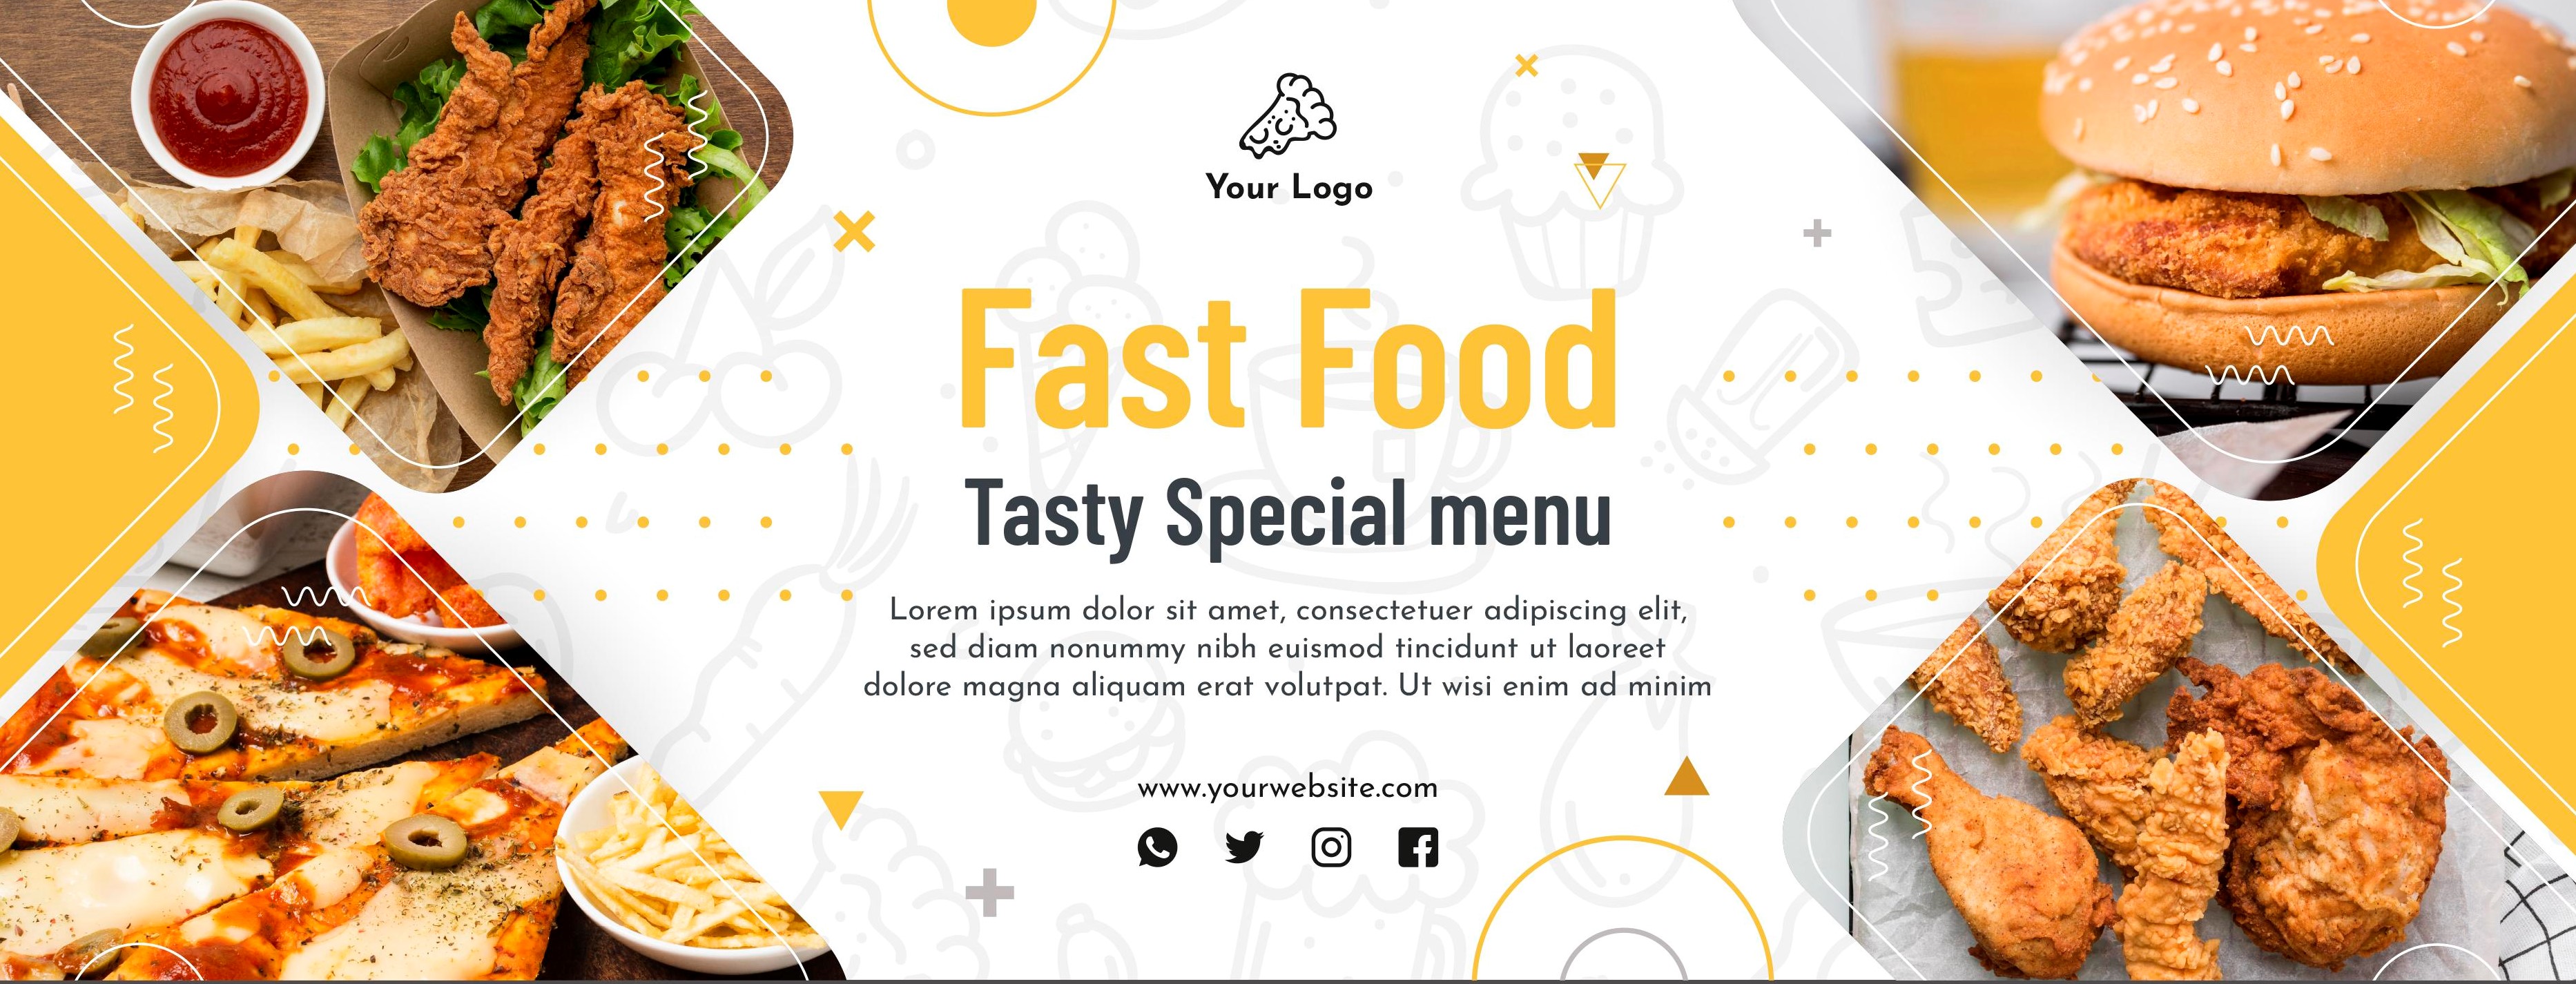 Your Logo
Fast Food
Tasty Special menu
Lorem ipsum dolor sit amet, consectetuer adipiscing elit,
sed diam nonummy nibh euismod tincidunt ut laoreet
dolore magna aliquam erat volutpat. Ut wisi enim ad minim
www.yourwebsite.com